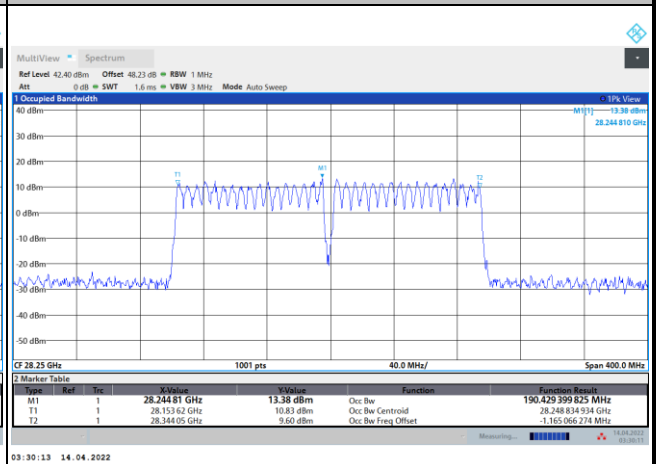 MultiView Spectrum
Ref Level 42.40 dBm Offset 48.23 dB RBW 1 MHz
Att 0 dB SWT 1.6 ms VBW 3 MHz Mode Auto Sweep
1 Occupied Bandwidth 1Pk View
40 dBm M1[1] 13.38 dBm
28.244 810 GHz
30 dBm
20 dBm
T1 M1 T2
10 dBm
0 dBm
-10 dBm
-20 dBm
-30 dBm
-40 dBm
-50 dBm
CF 28.25 GHz 1001 pts 40.0 MHz/ Span 400.0 MHz
2 Marker Table
Type Ref Trc X-Value Y-Value Function Function Result
M1 1 28.244 81 GHz 13.38 dBm Occ Bw 190.429 399 825 MHz
T1 1 28.153 62 GHz 10.83 dBm Occ Bw Centroid 28.248 834 934 GHz
T2 1 28.344 05 GHz 9.60 dBm Occ Bw Freq Offset -1.165 066 274 MHz
Measuring... 14.04.2022
03:30:11
03:30:13 14.04.2022